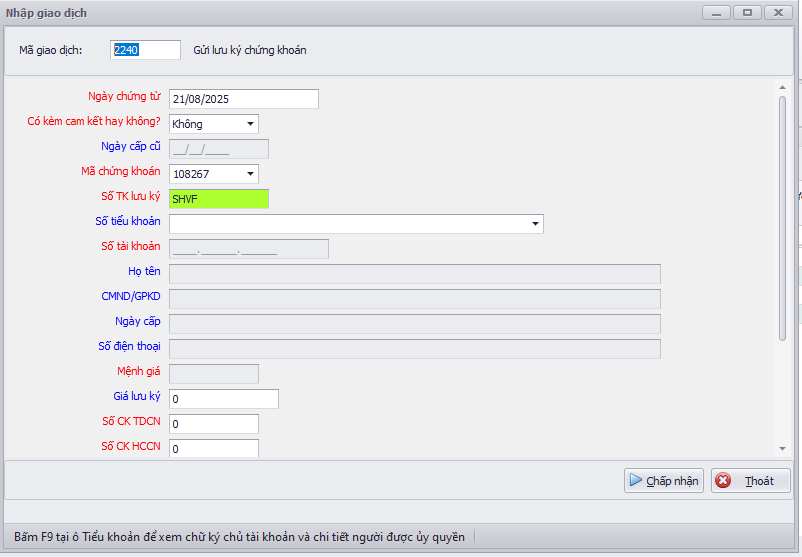 Nhập giao dịch
Mã giao dịch: 2240 Gửi lưu ký chứng khoán
Ngày chứng từ 21/08/2025
Có kèm cam kết hay không? Không
Ngày cấp cũ __/__/____
Mã chứng khoán 108267
Số TK lưu ký SHVF
Số tiểu khoản
Số tài khoản ____.______.______
Họ tên
CMND/GPKD
Ngày cấp
Số điện thoại
Mệnh giá
Giá lưu ký 0
Số CK TDCN 0
Số CK HCCN 0
Chấp nhận Thoát
Bấm F9 tại ô Tiểu khoản để xem chữ ký chủ tài khoản và chi tiết người được ủy quyền